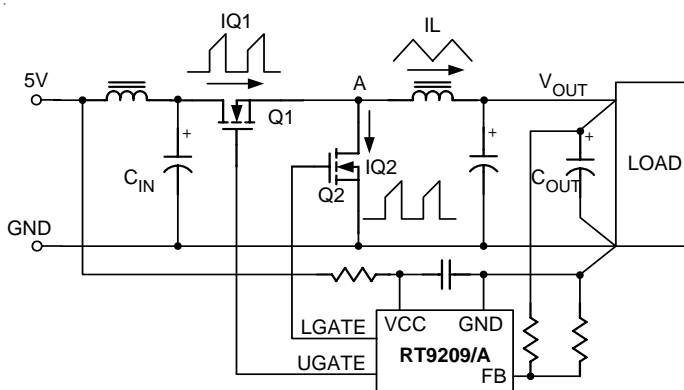 IQ1
IL
5V
A
VOUT
Q1
+
+
+
CIN
IQ2
Q2
COUT
LOAD
GND
LGATE
VCC
GND
UGATE
RT9209/A
FB